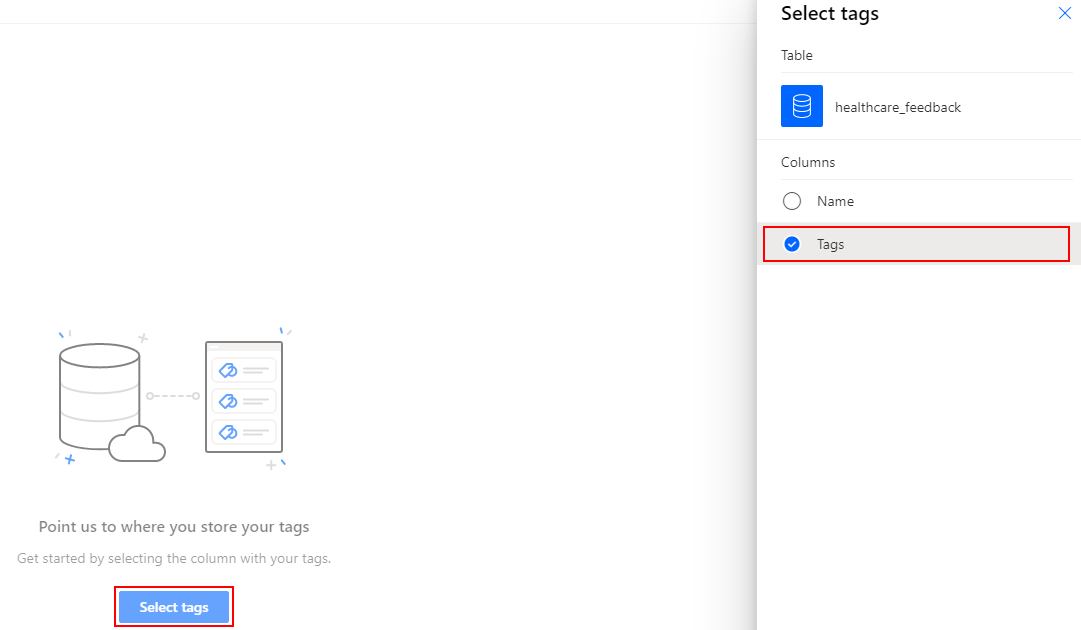 Select tags
Table
healthcare_feedback
Columns
Name
Tags
Point us to where you store your tags
Get started by selecting the column with your tags.
Select tags